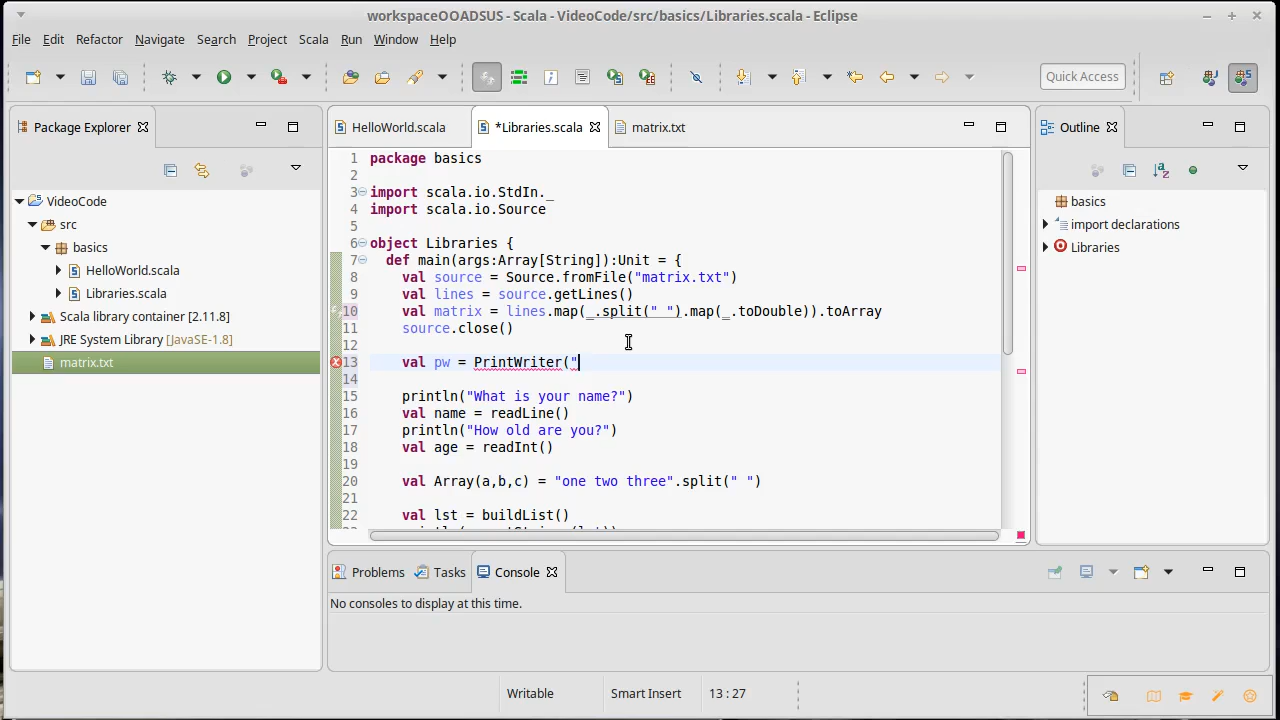 workspaceOOADSUS - Scala - VideoCode/src/basics/Libraries.scala - Eclipse
File Edit Refactor Navigate Search Project Scala Run Window Help
Quick Access
Package Explorer
HelloWorld.scala
*Libraries.scala
matrix.txt
Outline
VideoCode
src
basics
HelloWorld.scala
Libraries.scala
Scala library container [2.11.8]
JRE System Library [JavaSE-1.8]
matrix.txt
1 package basics
2
3 import scala.io.StdIn._
4 import scala.io.Source
5
6 object Libraries {
7 def main(args:Array[String]):Unit = {
8 val source = Source.fromFile("matrix.txt")
9 val lines = source.getLines()
10 val matrix = lines.map(_.split(" ").map(_.toDouble)).toArray
11 source.close()
12
13 val pw = PrintWriter("
14
15 println("What is your name?")
16 val name = readLine()
17 println("How old are you?")
18 val age = readInt()
19
20 val Array(a,b,c) = "one two three".split(" ")
21
22 val lst = buildList()
basics
import declarations
Libraries
Problems Tasks Console
No consoles to display at this time.
Writable Smart Insert 13 : 27